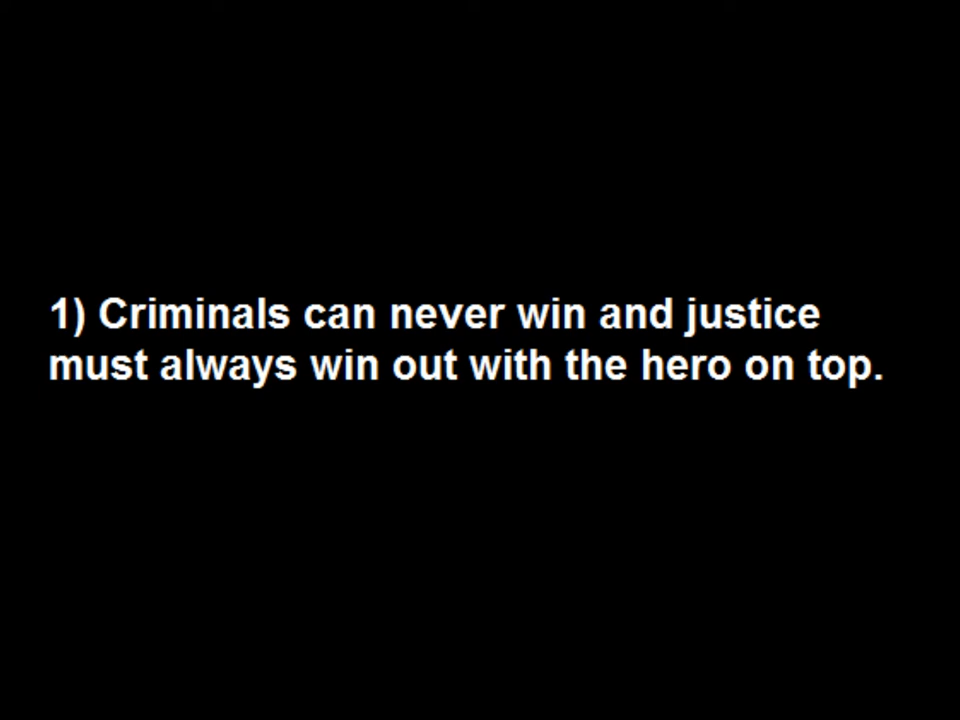 1) Criminals can never win and justice
must always win out with the hero on top.